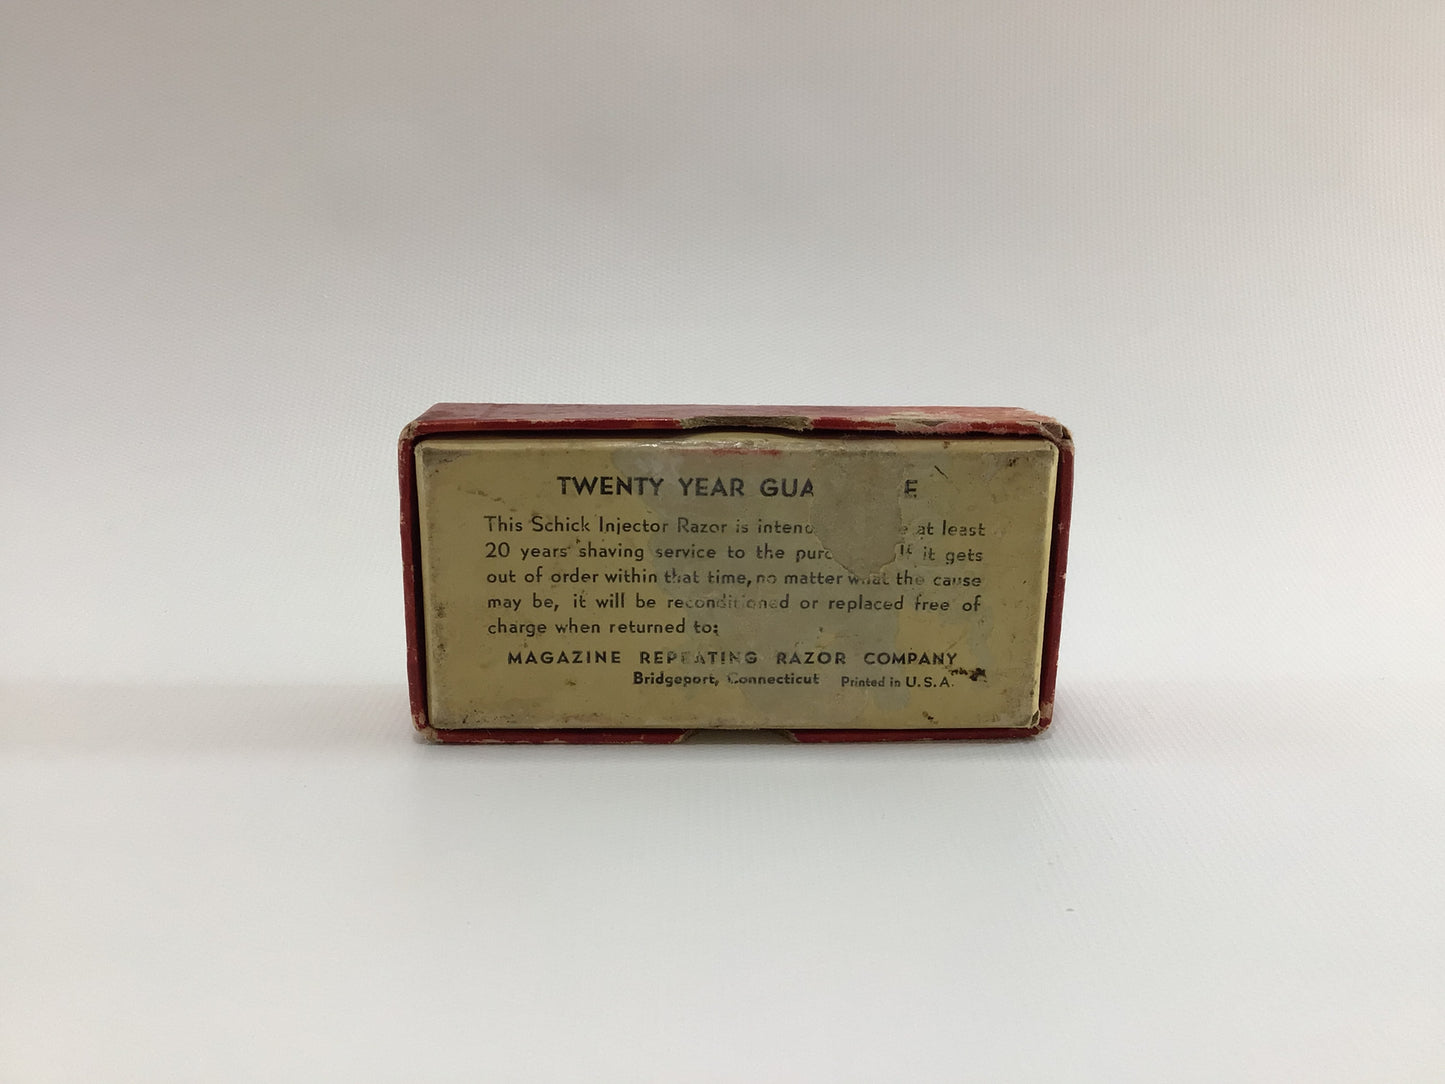 TWENTY YEAR GUA E
This Schick Injector Razor is intend at least
20 years shaving service to the purc If it gets
out of order within that time, no matter what the cause
may be, it will be reconditioned or replaced free of
charge when returned to:
MAGAZINE REPEATING RAZOR COMPANY
Bridgeport, Connecticut Printed in U.S.A.